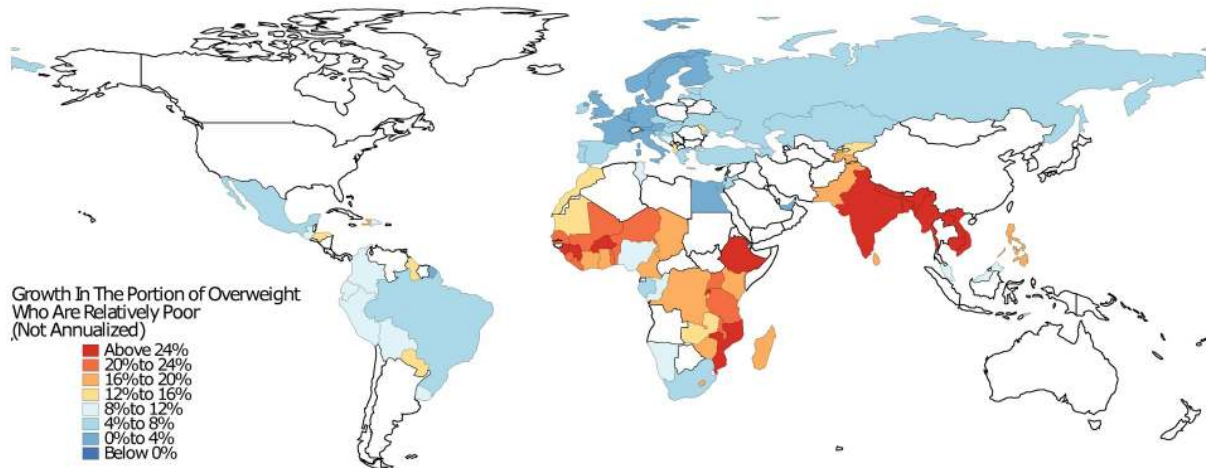 Growth In The Portion of Overweight
Who Are Relatively Poor
(Not Annualized)
Above 24%
20%to 24%
16%to 20%
12%to 16%
8%to 12%
4%to 8%
0%to 4%
Below 0%